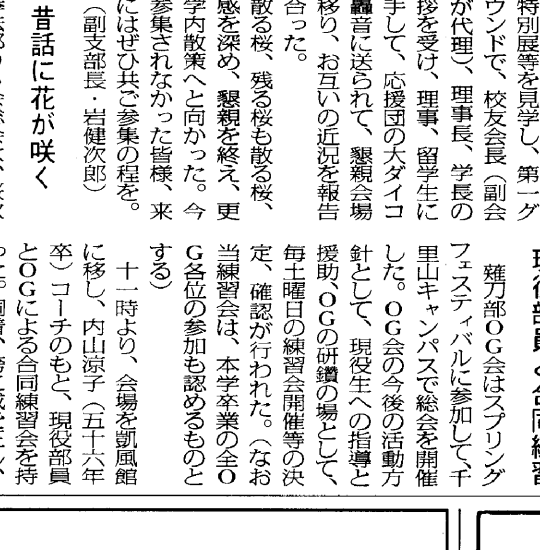 特別展等を見学し、第一グ
ウンドで、校友会長（副会
が代理）、理事長、学長の
拶を受け、理事、留学生に
手して、応援団の大ダイコ
轟音に送られて、懇親会場
移り、お互いの近況を報告
合った。
散る桜、残る桜も散る桜、
感を深め、懇親を終え、更
学内散策へと向かった。今
参集されなかった皆様、来
にはぜひ共ご参集の程を。
（副支部長・岩健次郎）
昔話に花が咲く
現役部員と合同練習
薙刀部ＯＧ会はスプリング
フェスティバルに参加して、千
里山キャンパスで総会を開催
した。ＯＧ会の今後の活動方
針として、現役生への指導と
援助、ＯＧの研鑽の場として、
毎土曜日の練習会開催等の決
定、確認が行われた。（なお
当練習会は、本学卒業の全Ｏ
Ｇ各位の参加も認めるものと
する）
十一時より、会場を凱風館
に移し、内山涼子（五十六年
卒）コーチのもと、現役部員
とＯＧによる合同練習会を持